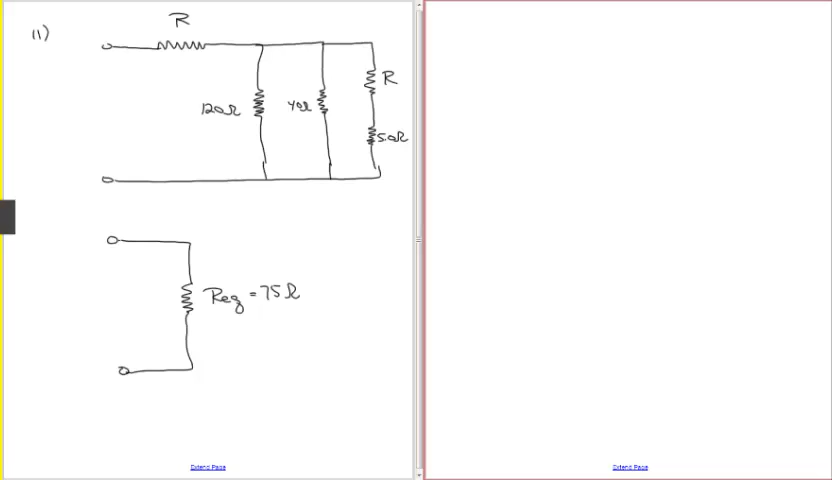 11)
R
120Ω
40Ω
R
50Ω
Req = 75Ω
Extend Page
Extend Page